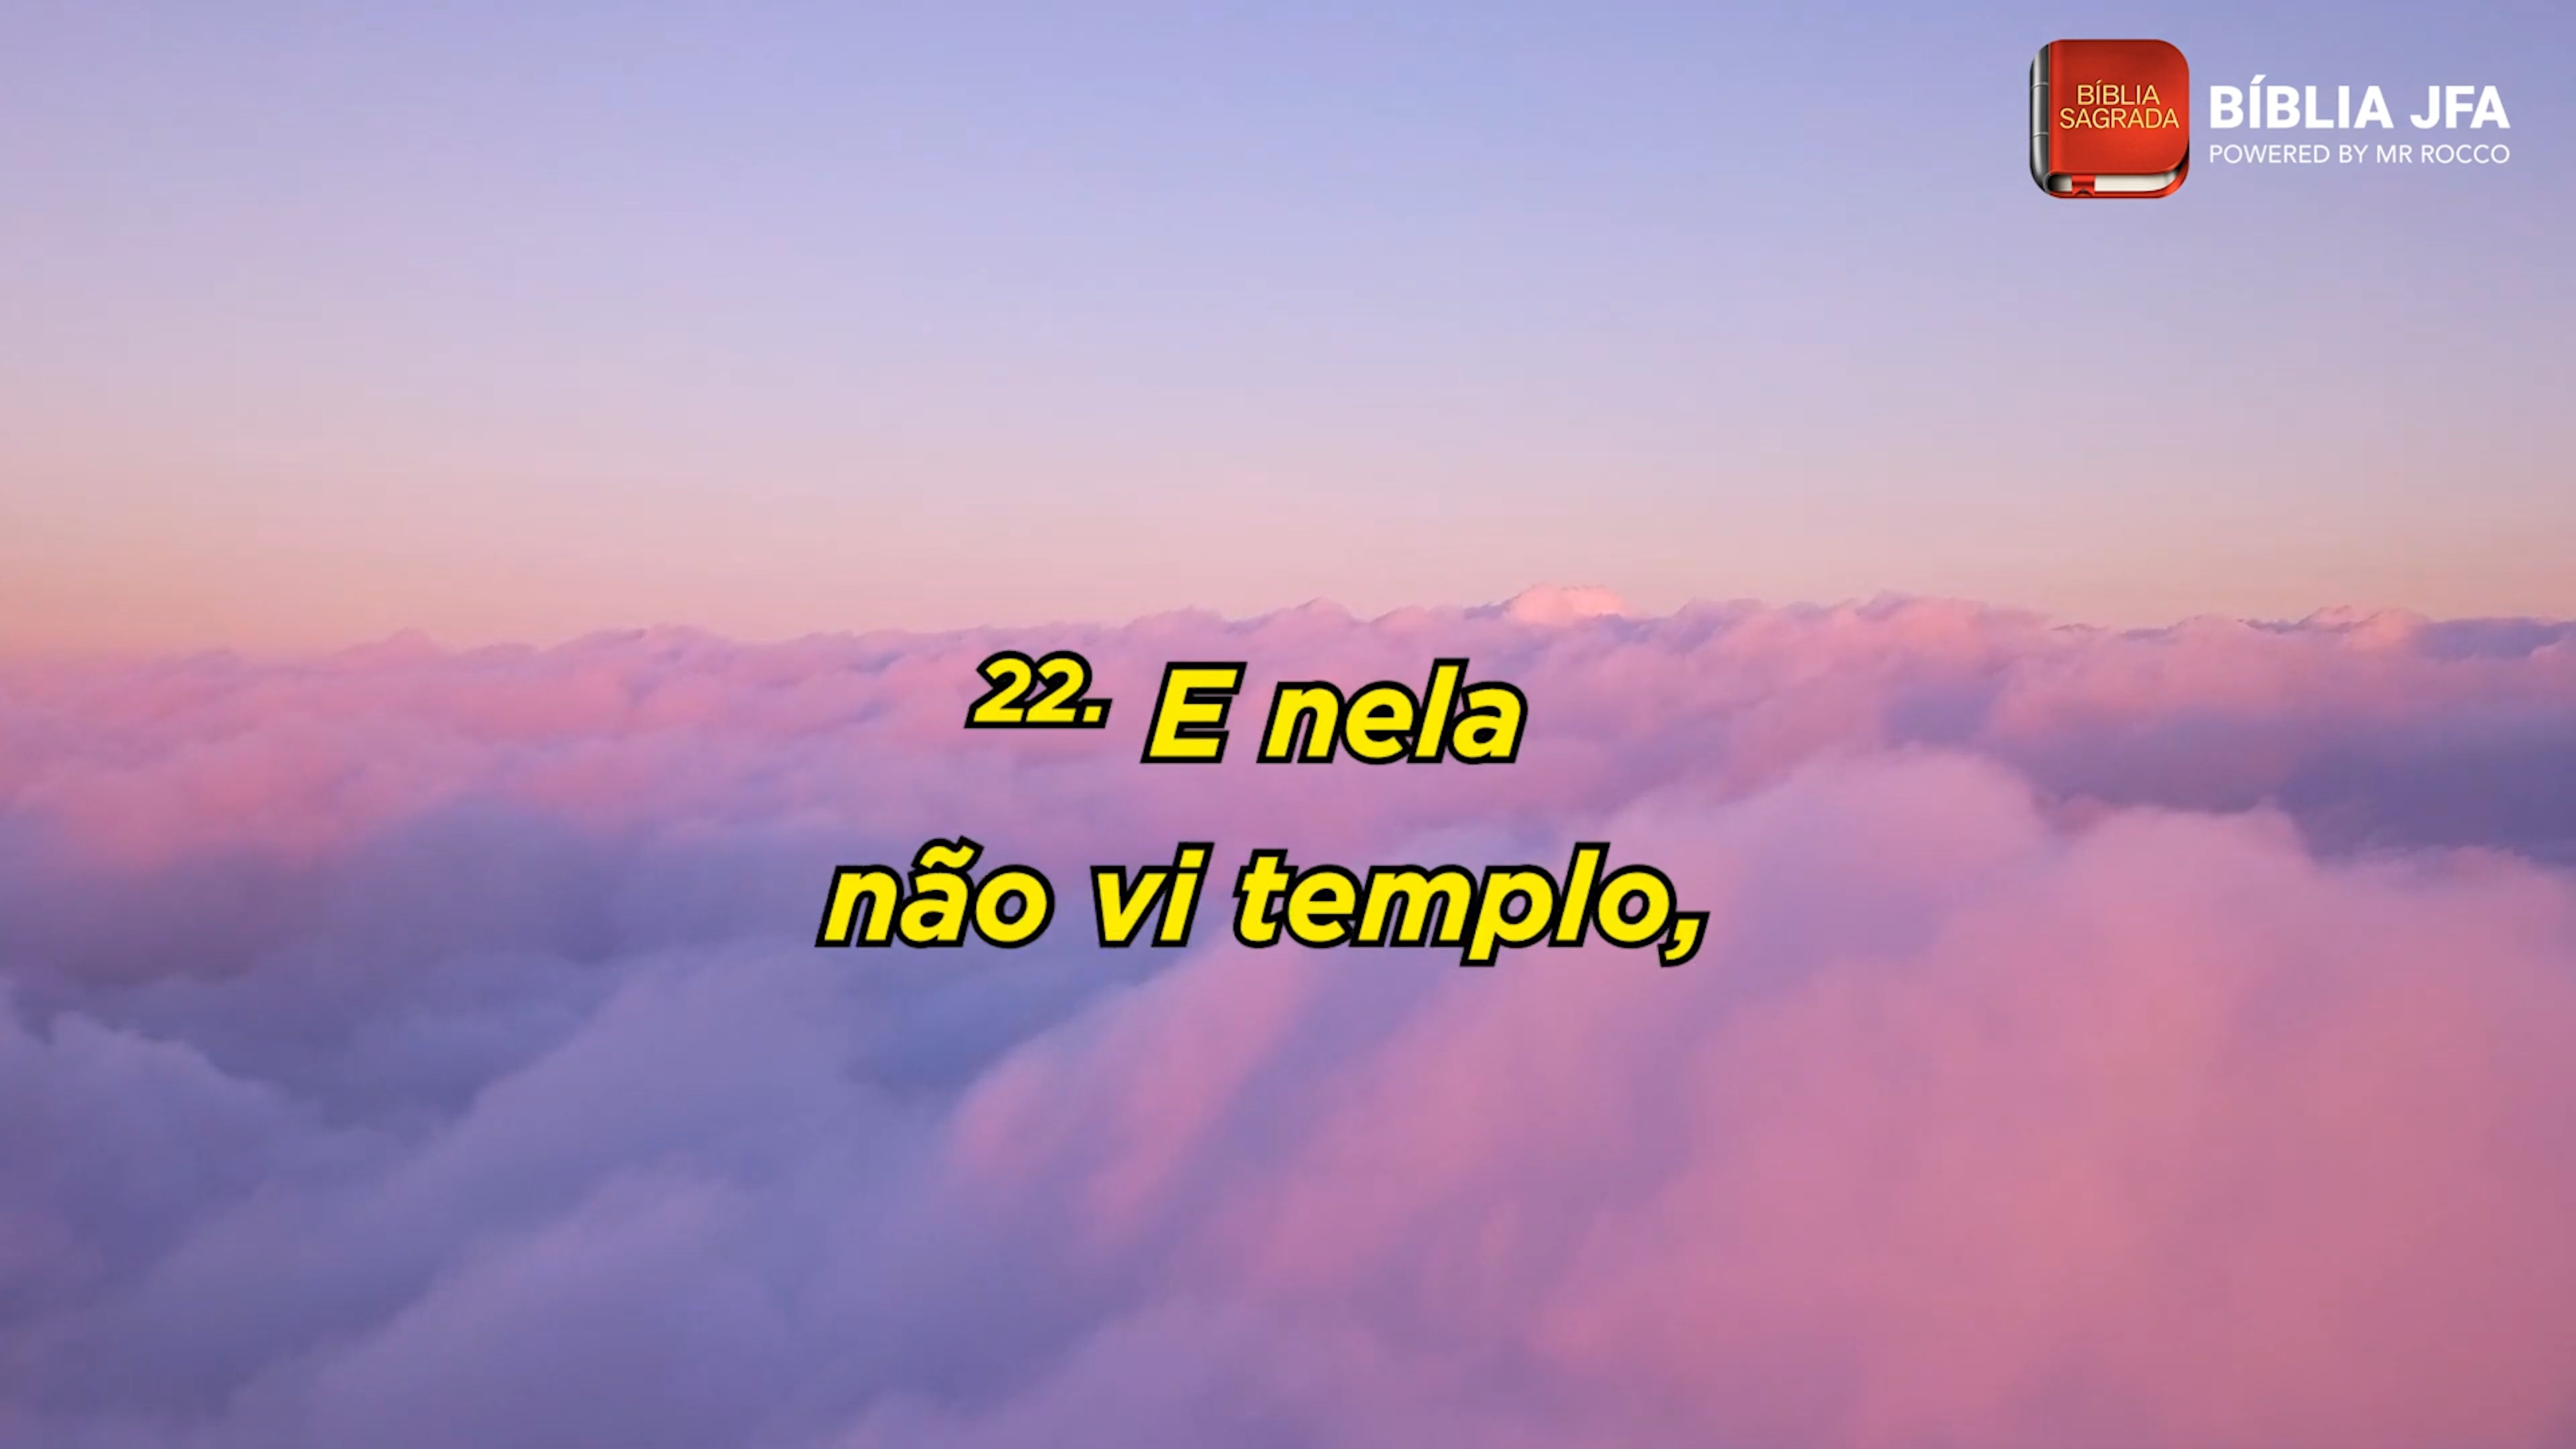 BÍBLIA
SAGRADA
BÍBLIA JFA
POWERED BY MR ROCCO
22. E nela
não vi templo,